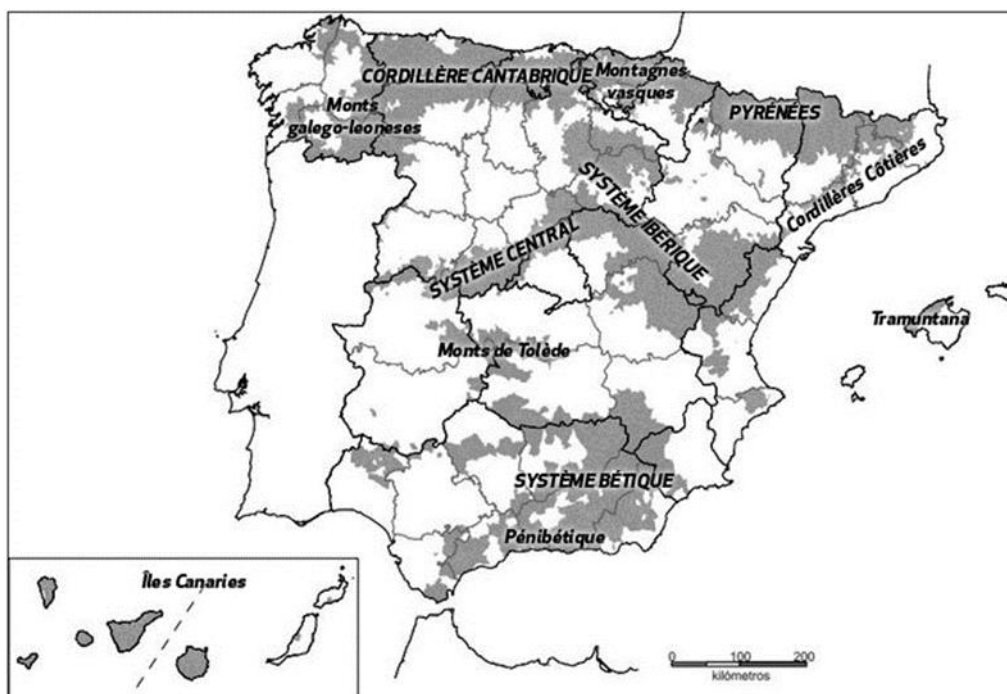 CORDILLÈRE CANTABRIQUE
Montagnes
vasques
Monts
galego-leoneses
PYRÉNÉES
Cordillères Côtières
SYSTÈME IBÉRIQUE
SYSTÈME CENTRAL
Tramuntana
Monts de Tolède
SYSTÈME BÉTIQUE
Pénibétique
Îles Canaries
0 100 200
kilómetros